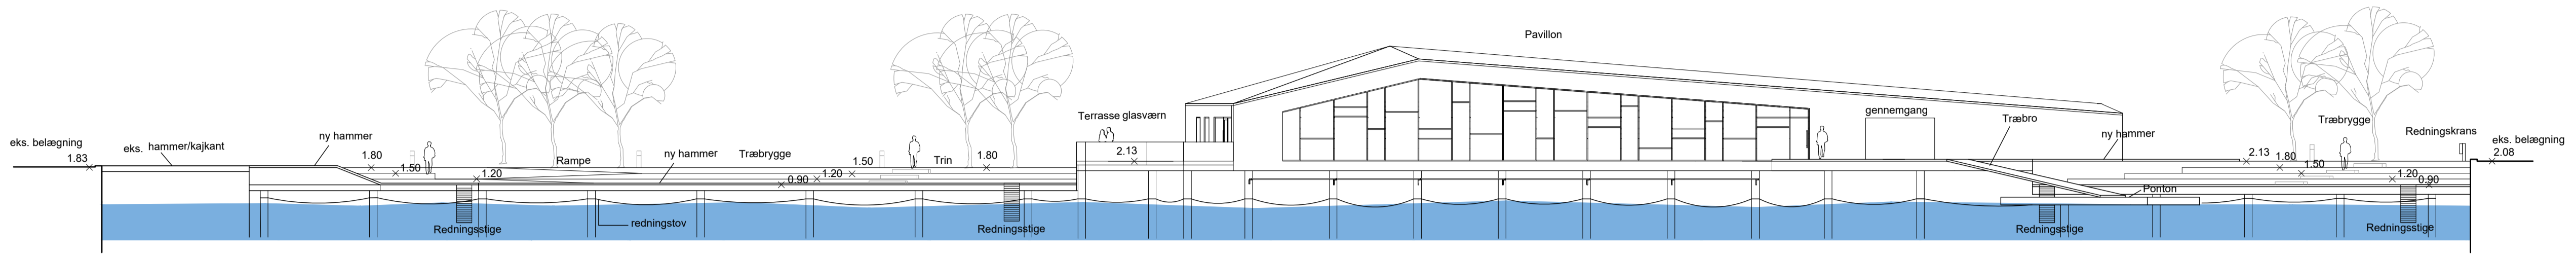 Pavillon
Terrasse glasværn
gennemgang
Træbro
Træbrygge
Redningskrans
eks. belægning
1.83
eks. hammer/kajkant
ny hammer
1.80
1.50
1.20
Rampe
ny hammer
Træbrygge
0.90
1.20
1.50
Trin
1.80
2.13
ny hammer
2.13
1.80
1.50
1.20
0.90
eks. belægning
2.08
Ponton
redningstov
Redningsstige
Redningsstige
Redningsstige
Redningsstige